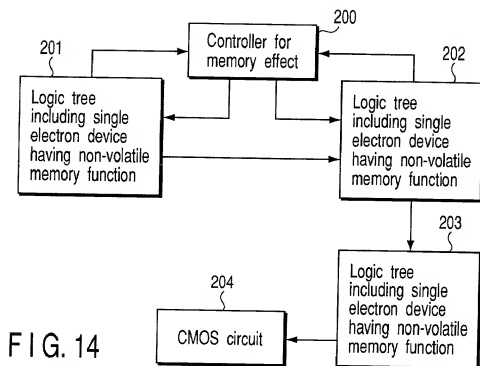 200
201
Controller for
memory effect
202
Logic tree
including single
electron device
having non-volatile
memory function
Logic tree
including single
electron device
having non-volatile
memory function
203
Logic tree
including single
electron device
having non-volatile
memory function
204
CMOS circuit
FIG. 14